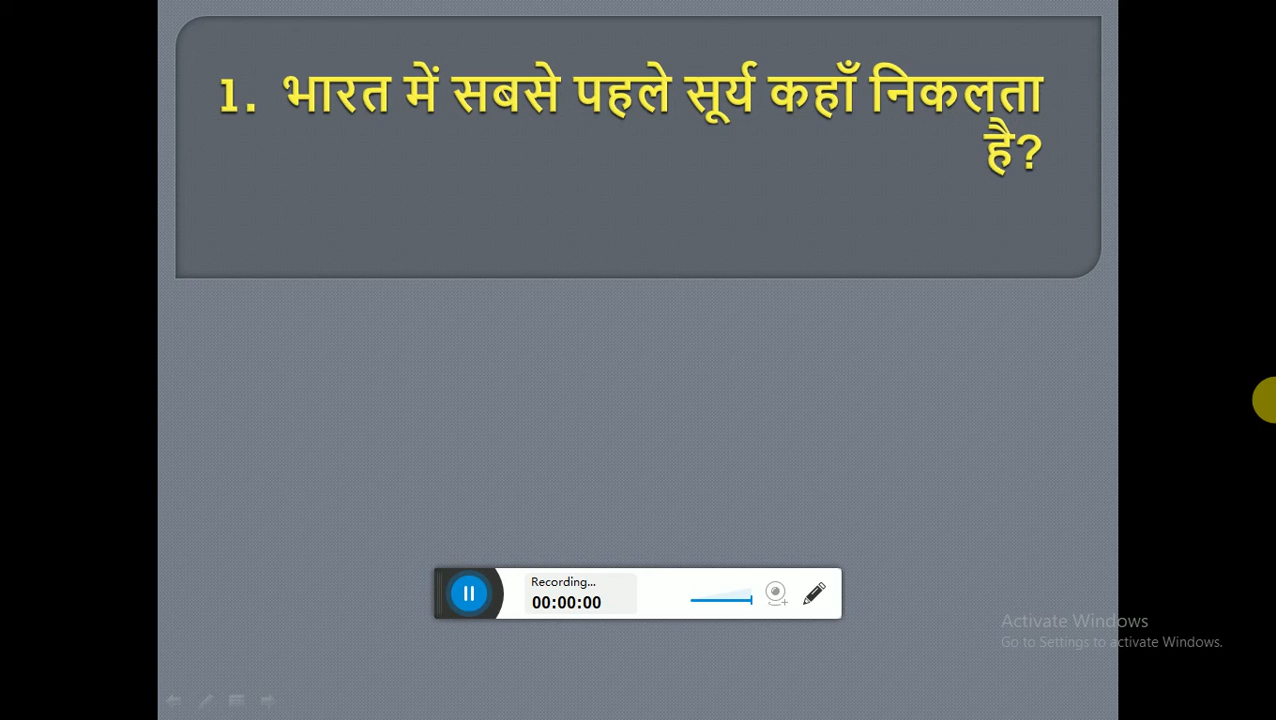 1. भारत में सबसे पहले सूर्य कहाँ निकलता
है?
Recording...
00:00:00
Activate Windows
Go to Settings to activate Windows.